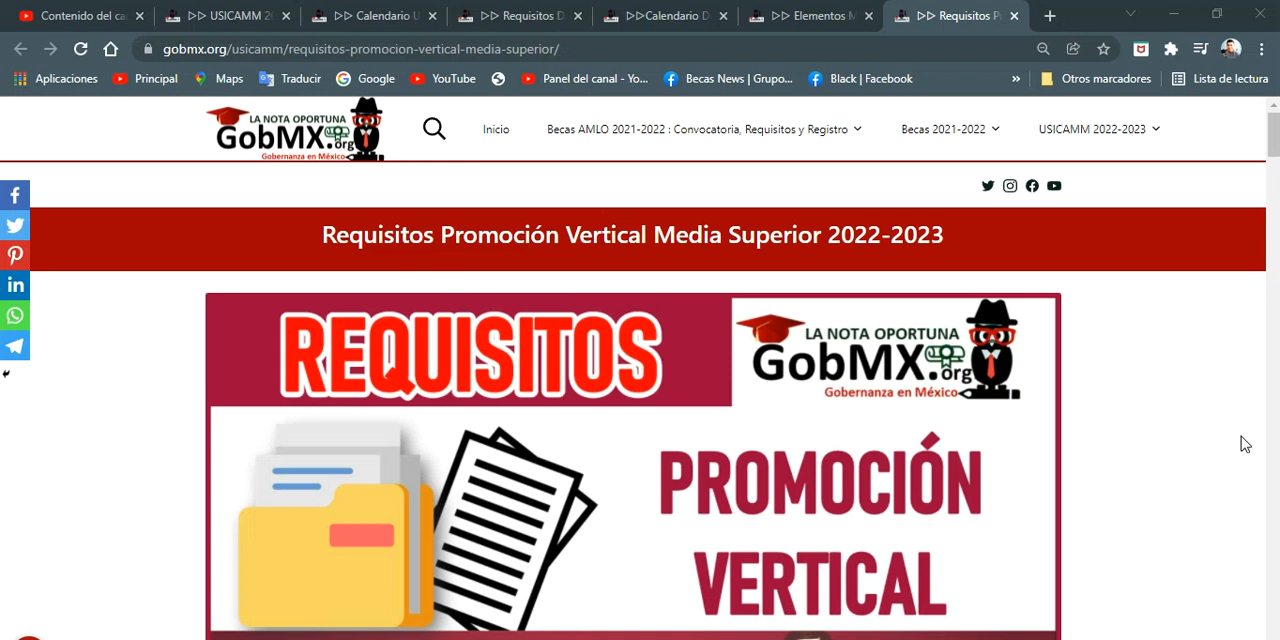 Contenido del ca
▷▷ USICAMM 20
▷▷ Calendario U
▷▷ Requisitos D
▷▷Calendario D
▷▷ Elementos M
▷▷ Requisitos P
gobmx.org/usicamm/requisitos-promocion-vertical-media-superior/
Aplicaciones
Principal
Maps
Traducir
Google
YouTube
Panel del canal - Yo...
Becas News | Grupo...
Black | Facebook
»
Otros marcadores
Lista de lectura
LA NOTA OPORTUNA
GobMX.org
Gobernanza en México
Inicio
Becas AMLO 2021-2022 : Convocatoria, Requisitos y Registro
Becas 2021-2022
USICAMM 2022-2023
Requisitos Promoción Vertical Media Superior 2022-2023
REQUISITOS
LA NOTA OPORTUNA
GobMX.org
Gobernanza en México
PROMOCIÓN
VERTICAL